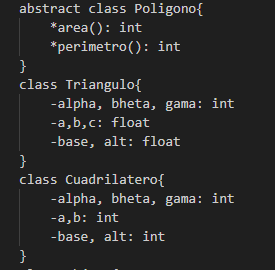 abstract class Poligono{
*area(): int
*perimetro(): int
}
class Triangulo{
-alpha, bheta, gama: int
-a,b,c: float
-base, alt: float
}
class Cuadrilatero{
-alpha, bheta, gama: int
-a,b: int
-base, alt: int
}